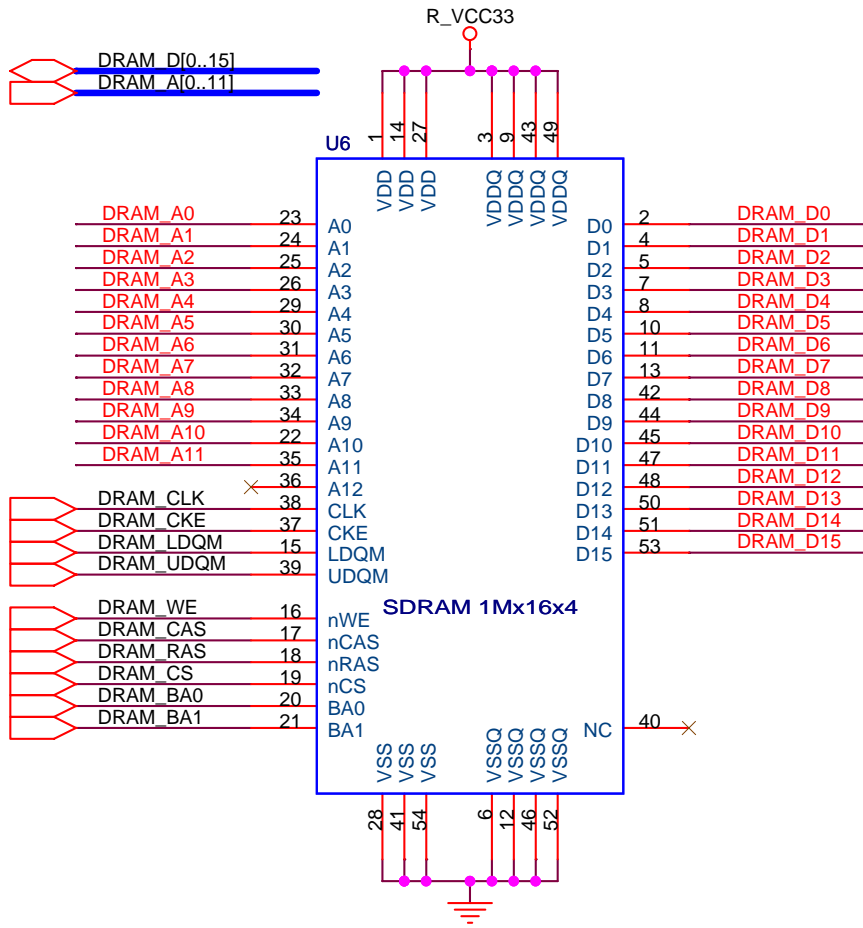 R_VCC33
DRAM_D[0..15]
DRAM_A[0..11]
U6
1 14 27 3 9 43 49
VDD VDD VDD VDDQ VDDQ VDDQ VDDQ
DRAM_A0 23 A0 D0 2 DRAM_D0
DRAM_A1 24 A1 D1 4 DRAM_D1
DRAM_A2 25 A2 D2 5 DRAM_D2
DRAM_A3 26 A3 D3 7 DRAM_D3
DRAM_A4 29 A4 D4 8 DRAM_D4
DRAM_A5 30 A5 D5 10 DRAM_D5
DRAM_A6 31 A6 D6 11 DRAM_D6
DRAM_A7 32 A7 D7 13 DRAM_D7
DRAM_A8 33 A8 D8 42 DRAM_D8
DRAM_A9 34 A9 D9 44 DRAM_D9
DRAM_A10 22 A10 D10 45 DRAM_D10
DRAM_A11 35 A11 D11 47 DRAM_D11
36 A12 D12 48 DRAM_D12
DRAM_CLK 38 CLK D13 50 DRAM_D13
DRAM_CKE 37 CKE D14 51 DRAM_D14
DRAM_LDQM 15 LDQM D15 53 DRAM_D15
DRAM_UDQM 39 UDQM
SDRAM 1Mx16x4
DRAM_WE 16 nWE
DRAM_CAS 17 nCAS
DRAM_RAS 18 nRAS
DRAM_CS 19 nCS
DRAM_BA0 20 BA0
DRAM_BA1 21 BA1 NC 40
VSS VSS VSS VSSQ VSSQ VSSQ VSSQ
28 41 54 6 12 46 52